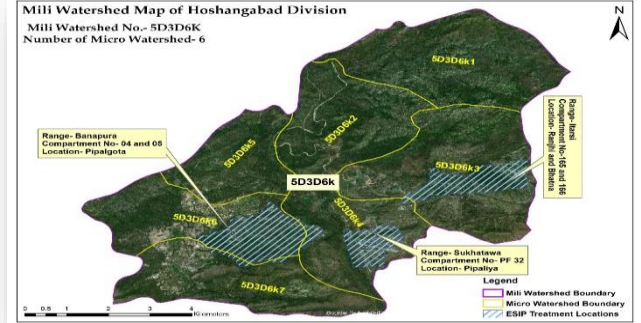 Mili Watershed Map of Hoshangabad Division
Mili Watershed No.- 5D3D6K
Number of Micro Watershed- 6
N
5D3D6k1
5D3D6k2
5D3D6k5
Range- Itarsi
Compartment No-165 and 166
Location- Ranjhi and Bhatna
Range- Banapura
Compartment No- 04 and 05
Location- Pipalgota
5D3D6k3
5D3D6k
5D3D6k4
5D3D6k6
Range- Sukhatawa
Compartment No- PF 32
Location- Pipaliya
5D3D6k7
Legend
Mili Watershed Boundary
Micro Watershed Boundary
ESIP Treatment Locations
0 0.5 1 2 3 4
Kilometers